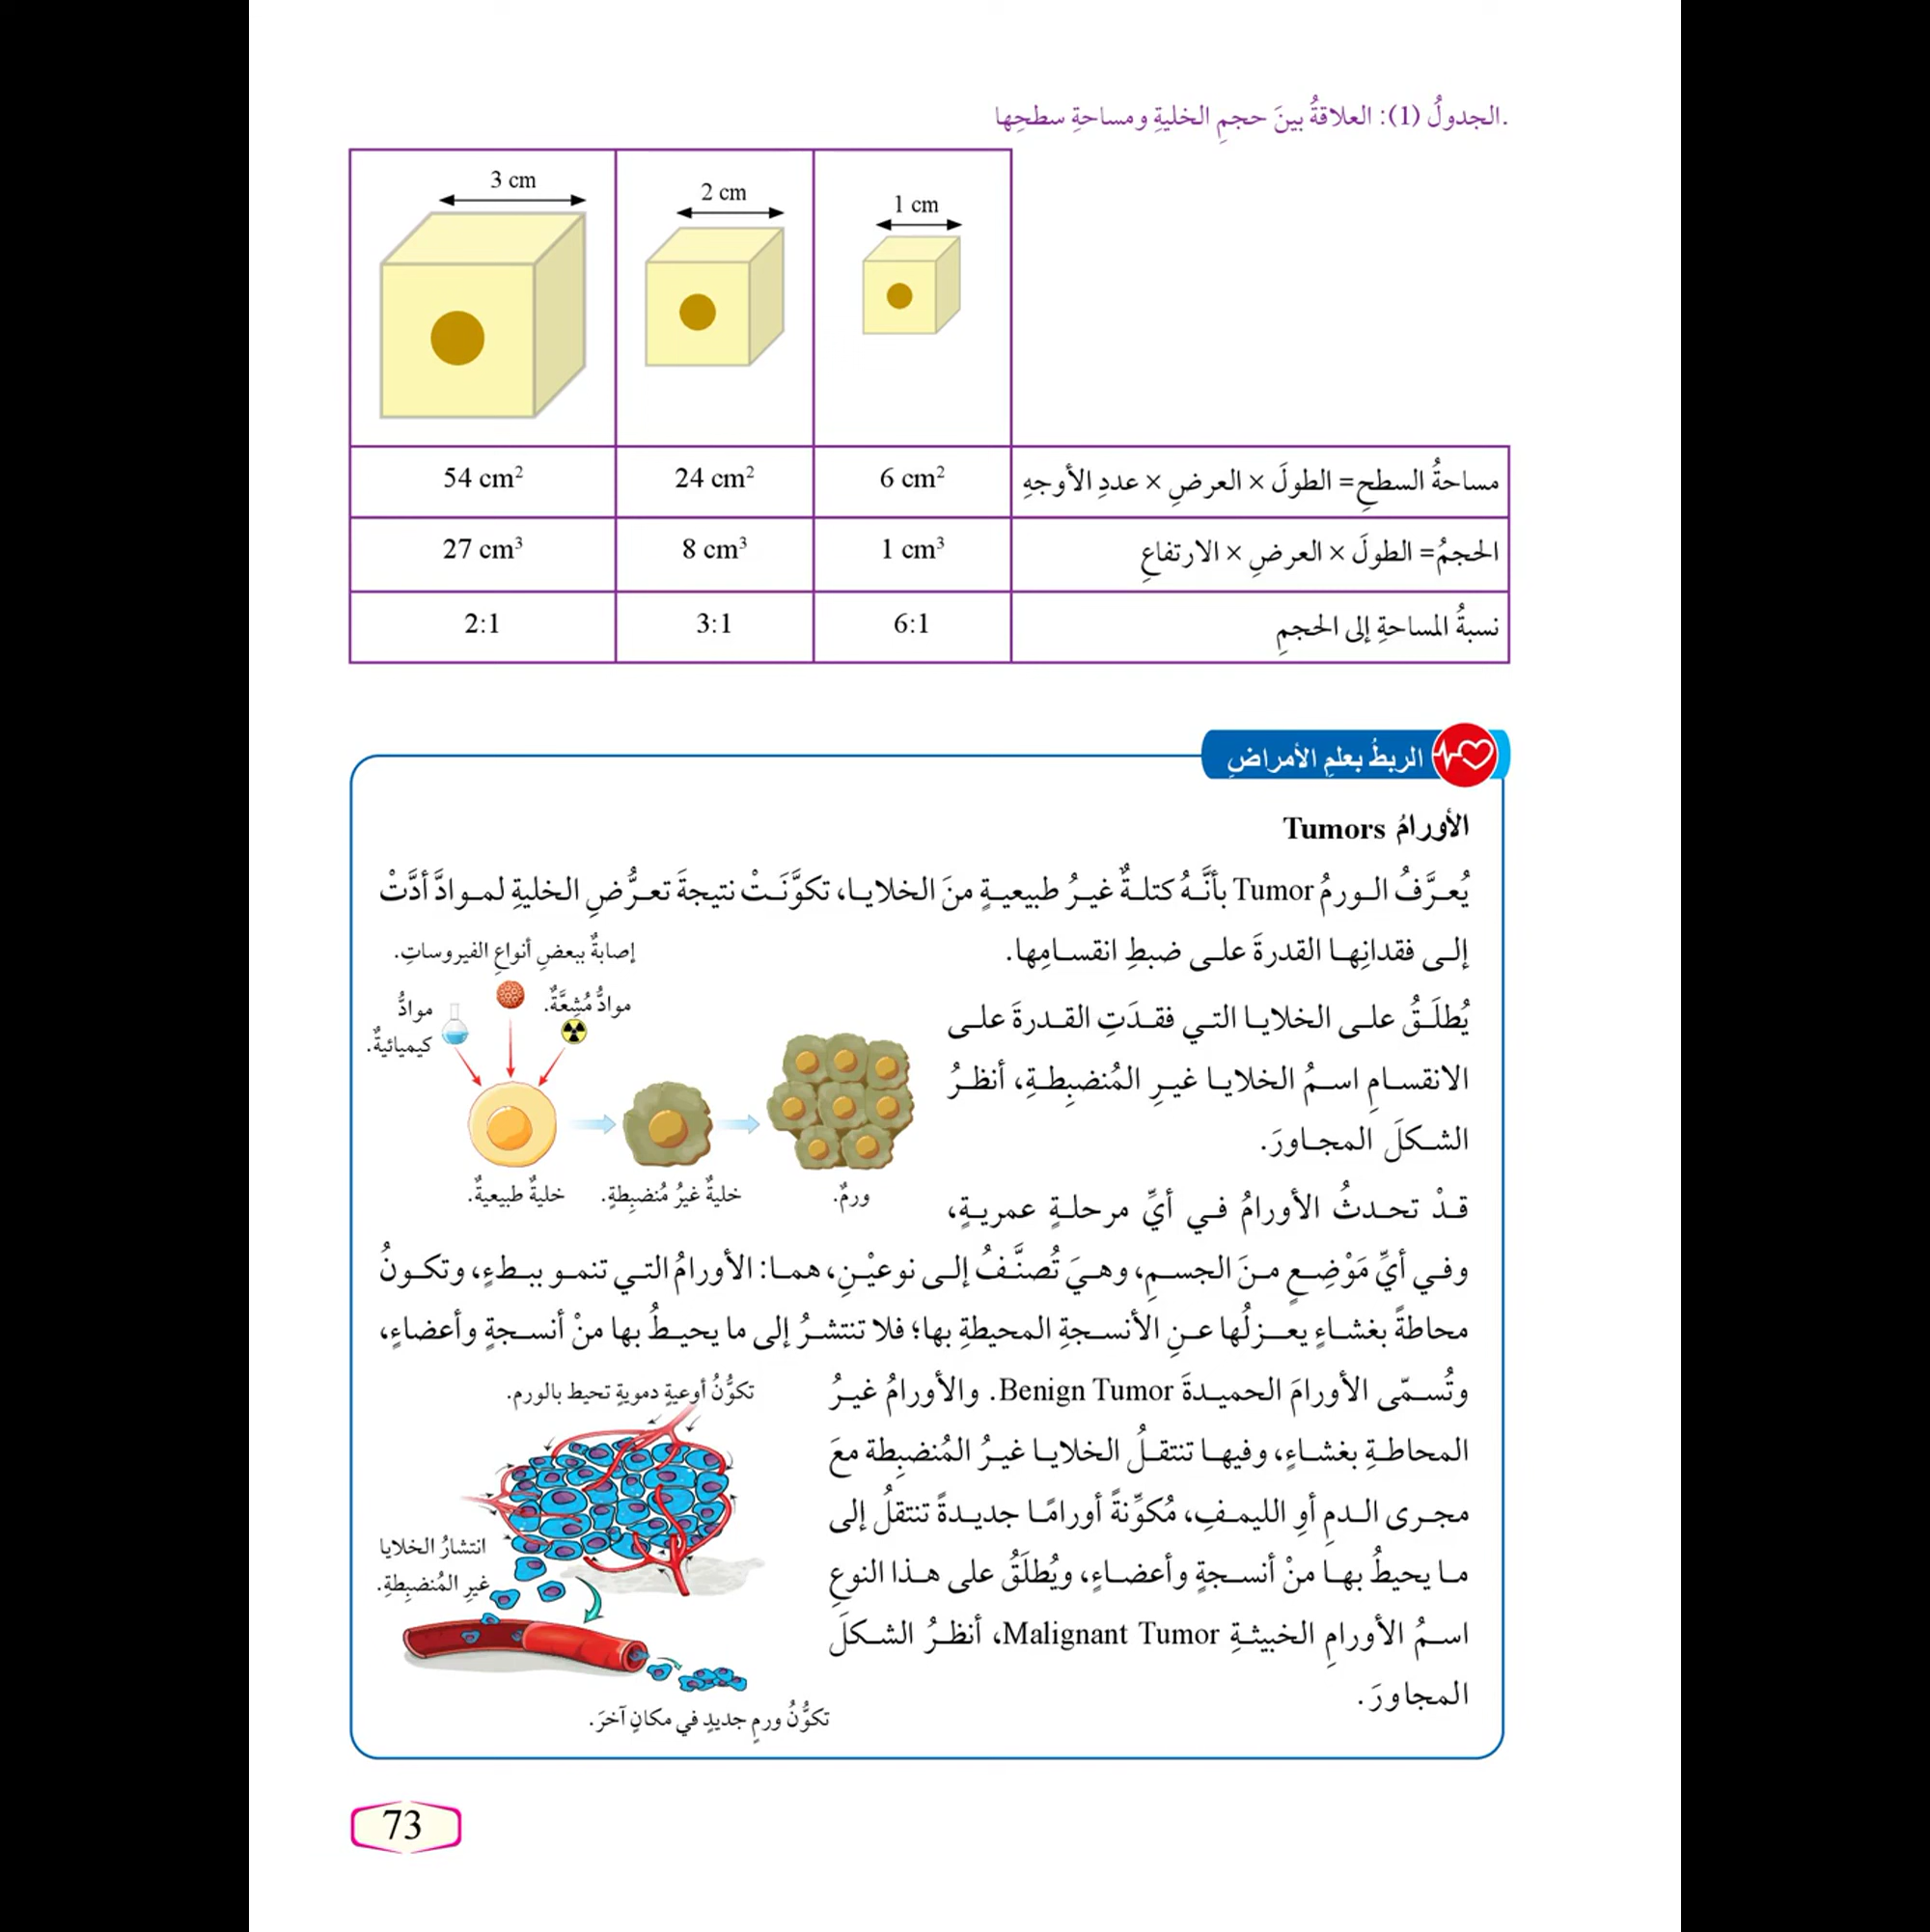 الجدولُ (1): العلاقةُ بينَ حجمِ الخليةِ ومساحةِ سطحِها.
3 cm
2 cm
1 cm
مساحةُ السطحِ= الطولَ × العرضِ × عددِ الأوجهِ
6 cm²
24 cm²
54 cm²
الحجمُ= الطولَ × العرضِ × الارتفاعِ
1 cm³
8 cm³
27 cm³
نسبةُ المساحةِ إلى الحجمِ
6:1
3:1
2:1
الربطُ بعلمِ الأمراضِ
الأورامُ Tumors
يُعرَّفُ الورمُ Tumor بأنَّهُ كتلةٌ غيرُ طبيعيةٍ منَ الخلايا، تكوَّنَتْ نتيجةَ تعرُّضِ الخليةِ لموادَّ أدَّتْ
إلى فقدانِها القدرةَ على ضبطِ انقسامِها.
يُطلَقُ على الخلايا التي فقدَتِ القدرةَ على
الانقسامِ اسمُ الخلايا غيرِ المُنضبِطةِ، أنظرُ
الشكلَ المجاورَ.
إصابةٌ ببعضِ أنواعِ الفيروساتِ.
موادُّ مُشِعَّةٌ.
موادُّ
كيميائيةٌ.
خليةٌ طبيعيةٌ.
خليةٌ غيرُ مُنضبِطةٍ.
ورمٌ.
قدْ تحدثُ الأورامُ في أيِّ مرحلةٍ عمريةٍ،
وفي أيِّ مَوْضِعٍ منَ الجسمِ، وهيَ تُصنَّفُ إلى نوعيْنِ، هما: الأورامُ التي تنمو ببطءٍ، وتكونُ
محاطةً بغشاءٍ يعزلُها عنِ الأنسجةِ المحيطةِ بها؛ فلا تنتشرُ إلى ما يحيطُ بها منْ أنسجةٍ وأعضاءٍ،
وتُسمّى الأورامَ الحميدةَ Benign Tumor. والأورامُ غيرُ
المحاطةِ بغشاءٍ، وفيها تنتقلُ الخلايا غيرُ المُنضبِطة معَ
مجرى الدمِ أوِ الليمفِ، مُكوِّنةً أورامًا جديدةً تنتقلُ إلى
ما يحيطُ بها منْ أنسجةٍ وأعضاءٍ، ويُطلَقُ على هذا النوعِ
اسمُ الأورامِ الخبيثةِ Malignant Tumor، أنظرُ الشكلَ
المجاورَ.
تكوُّنُ أوعيةٍ دمويةٍ تحيط بالورم.
انتشارُ الخلايا
غيرِ المُنضبِطةِ.
تكوُّنُ ورمٍ جديدٍ في مكانٍ آخرَ.
73